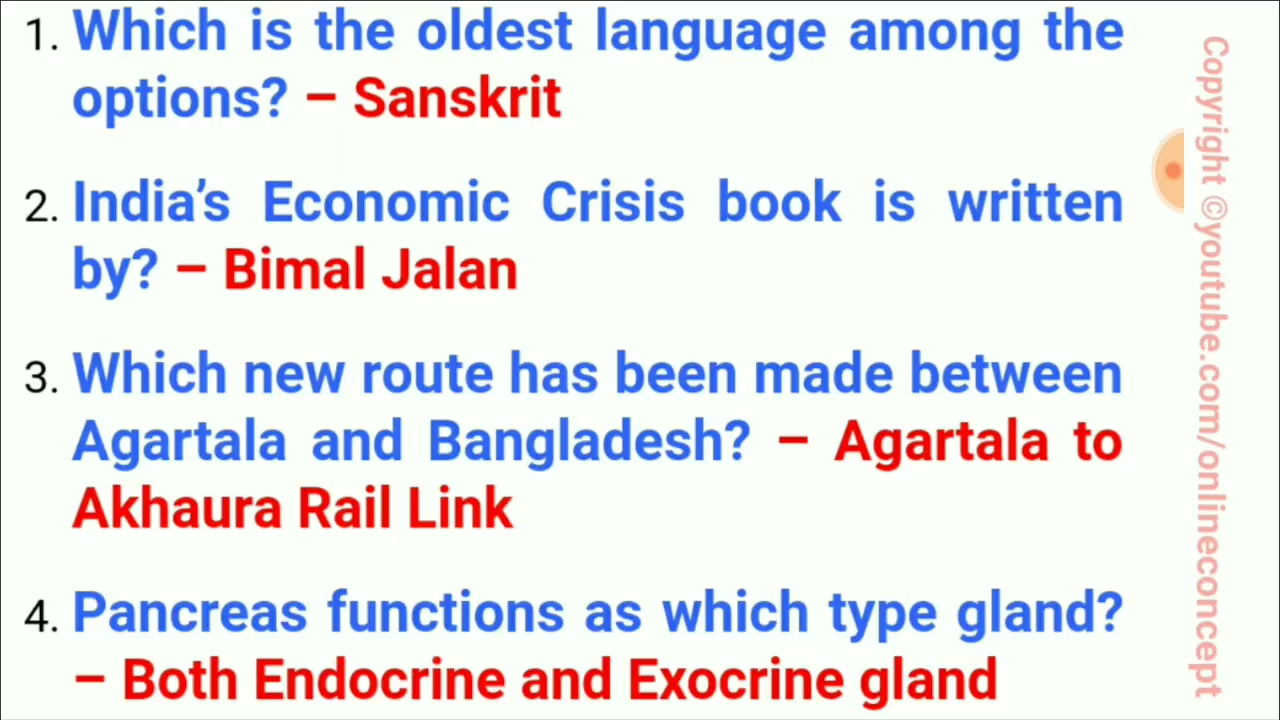 1. Which is the oldest language among the
options? – Sanskrit
2. India’s Economic Crisis book is written
by? – Bimal Jalan
3. Which new route has been made between
Agartala and Bangladesh? – Agartala to
Akhaura Rail Link
4. Pancreas functions as which type gland?
– Both Endocrine and Exocrine gland
Copyright ©youtube.com/onlineconcept